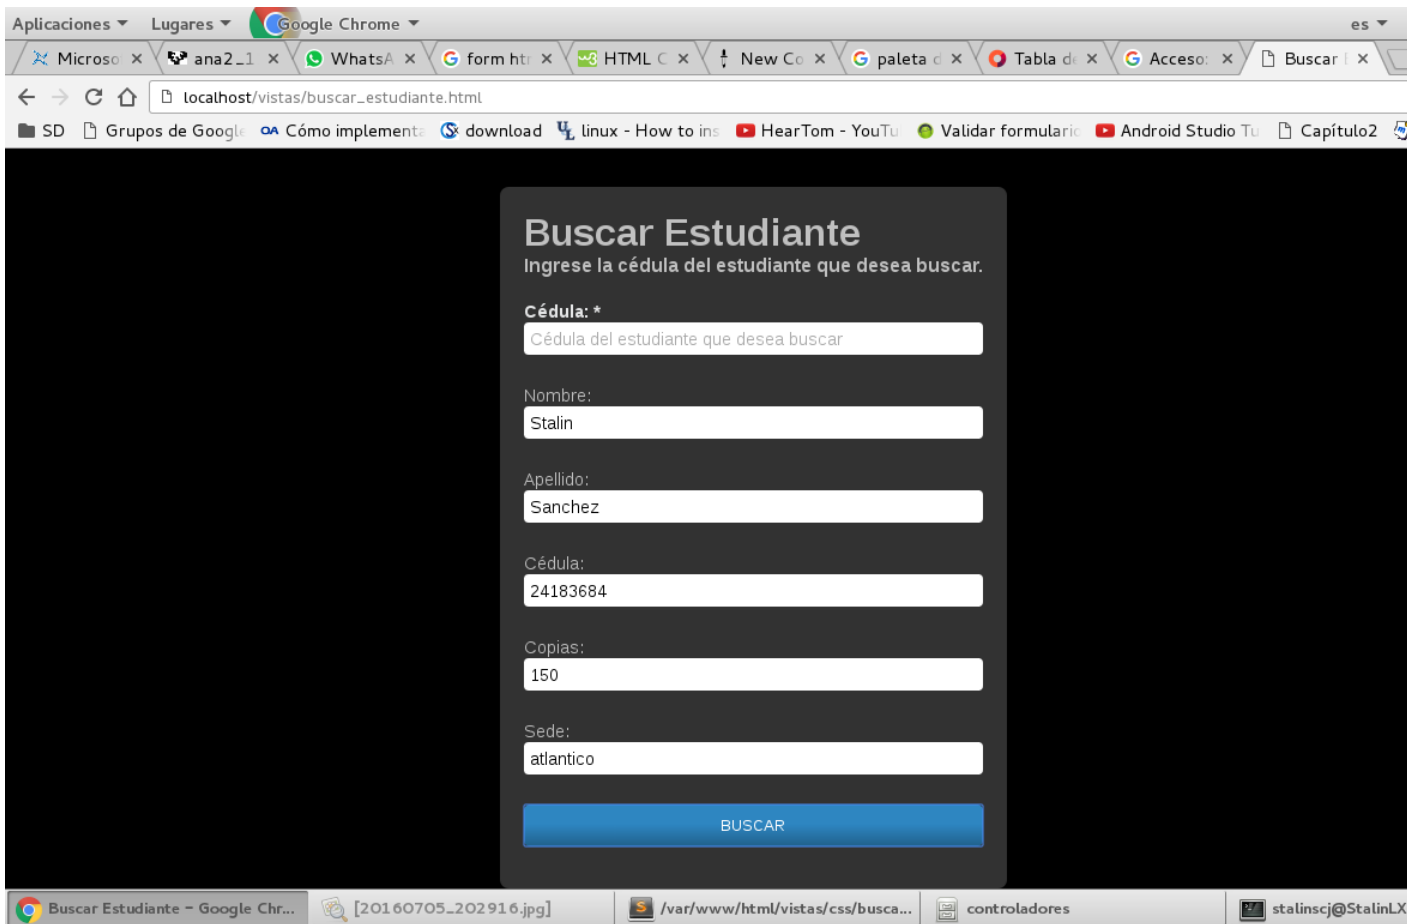 Aplicaciones Lugares Google Chrome es
Microso ana2_1 WhatsA form ht HTML C New Co paleta d Tabla de Acceso: Buscar
localhost/vistas/buscar_estudiante.html
SD Grupos de Google Cómo implementa download linux - How to ins HearTom - YouTu Validar formulario Android Studio Tu Capítulo2
Buscar Estudiante
Ingrese la cédula del estudiante que desea buscar.
Cédula: *
Cédula del estudiante que desea buscar
Nombre:
Stalin
Apellido:
Sanchez
Cédula:
24183684
Copias:
150
Sede:
atlantico
BUSCAR
Buscar Estudiante - Google Chr... [20160705_202916.jpg] /var/www/html/vistas/css/busca... controladores stalinscj@StalinLX